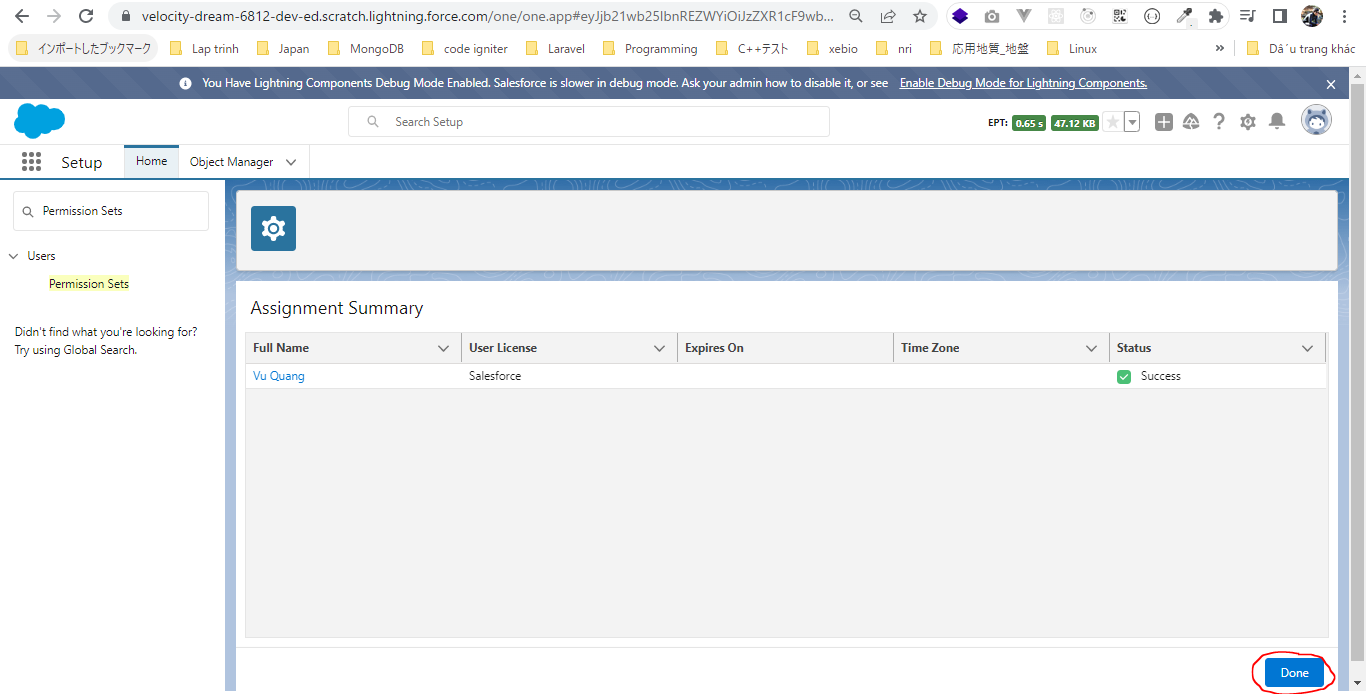 velocity-dream-6812-dev-ed.scratch.lightning.force.com/one/one.app#eyJjb21wb25lbnREZWYiOiJzZXR1cF9wb...
インポートしたブックマーク Lap trinh Japan MongoDB code igniter Laravel Programming C++テスト xebio nri 応用地質_地盤 Linux » Dấu trang khác
You Have Lightning Components Debug Mode Enabled. Salesforce is slower in debug mode. Ask your admin how to disable it, or see Enable Debug Mode for Lightning Components.
Search Setup
EPT: 0.65 s 47.12 KB
Setup Home Object Manager
Permission Sets
Users
Permission Sets
Didn't find what you're looking for?
Try using Global Search.
Assignment Summary
Full Name User License Expires On Time Zone Status
Vu Quang Salesforce Success
Done